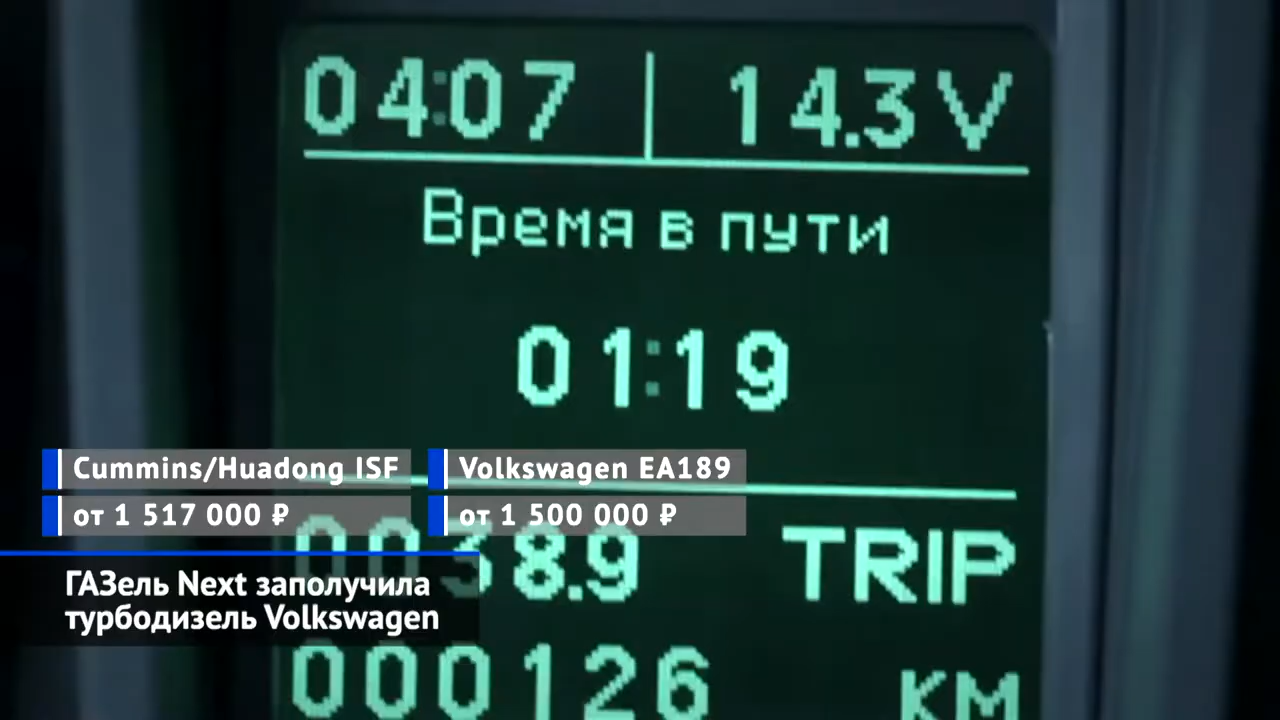 04:07 | 14.3V
Время в пути
01:19
Cummins/Huadong ISF
от 1 517 000 ₽
Volkswagen EA189
от 1 500 000 ₽
0038.9 TRIP
ГАЗель Next заполучила
турбодизель Volkswagen
000126 км